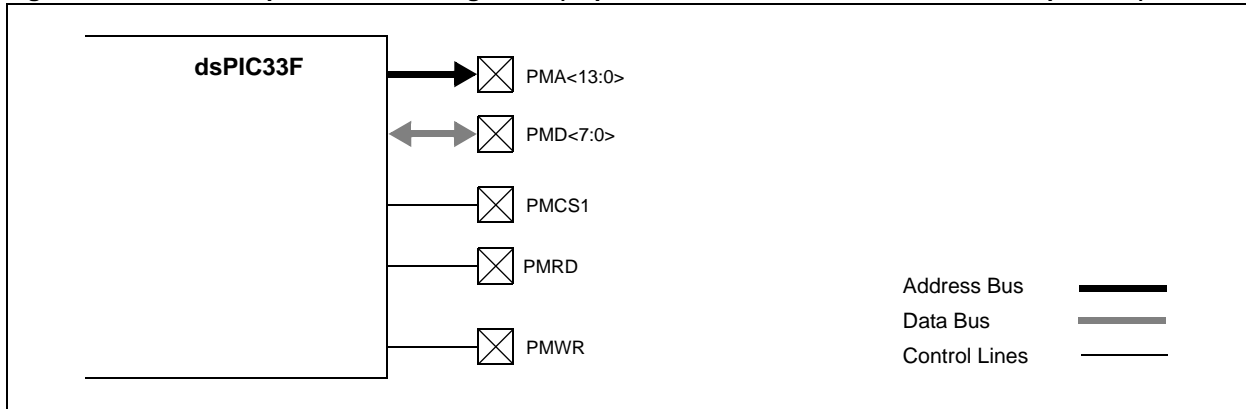 dsPIC33F
PMA<13:0>
PMD<7:0>
PMCS1
PMRD
PMWR
Address Bus
Data Bus
Control Lines